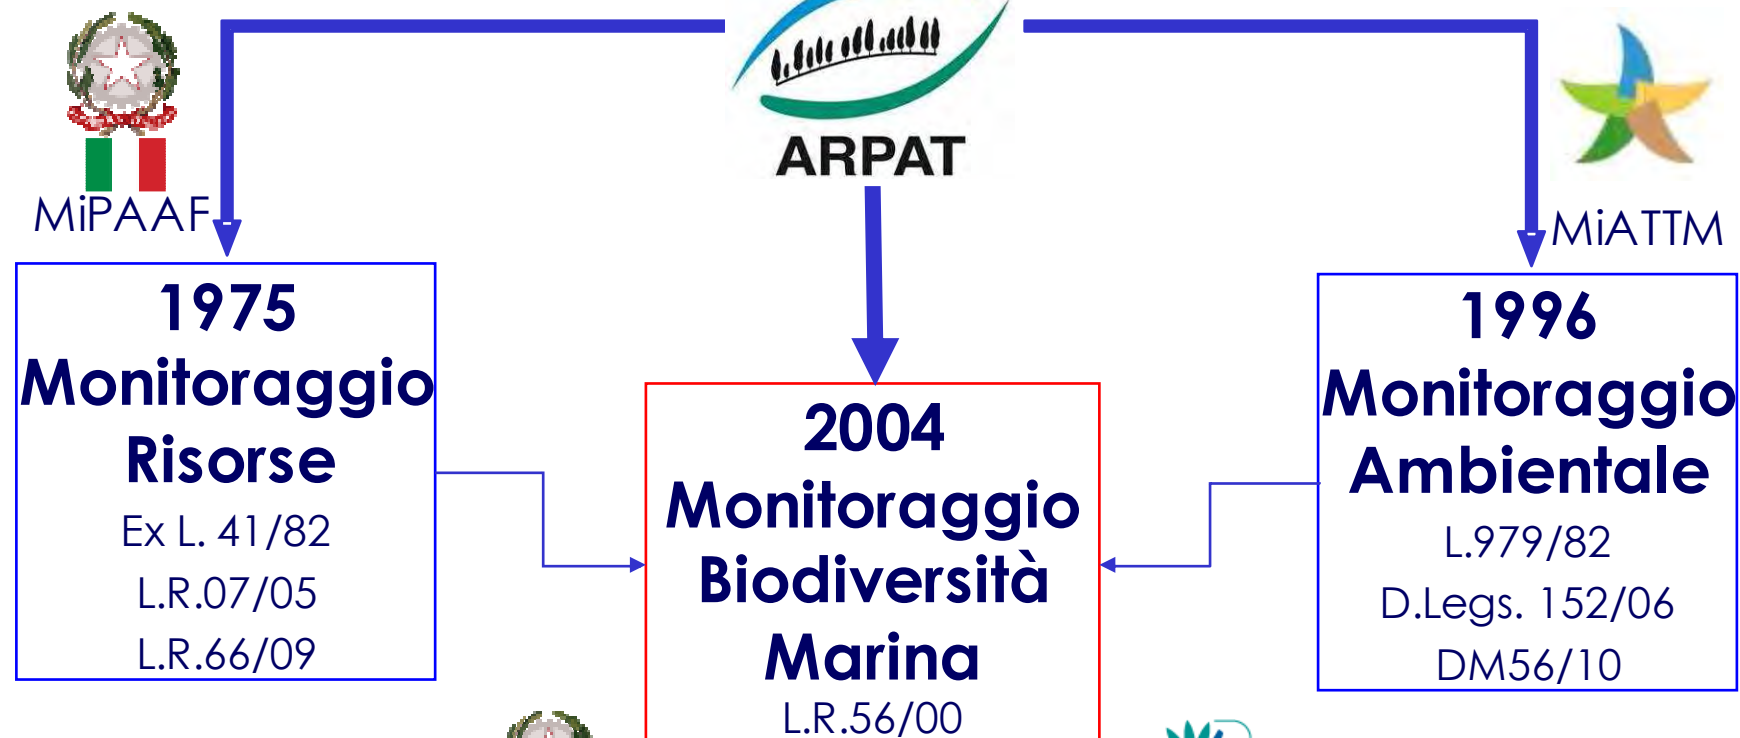 ARPAT
MiPAAF
MiATTM
1975
Monitoraggio
Risorse
Ex L. 41/82
L.R.07/05
L.R.66/09
2004
Monitoraggio
Biodiversità
Marina
L.R.56/00
1996
Monitoraggio
Ambientale
L.979/82
D.Legs. 152/06
DM56/10